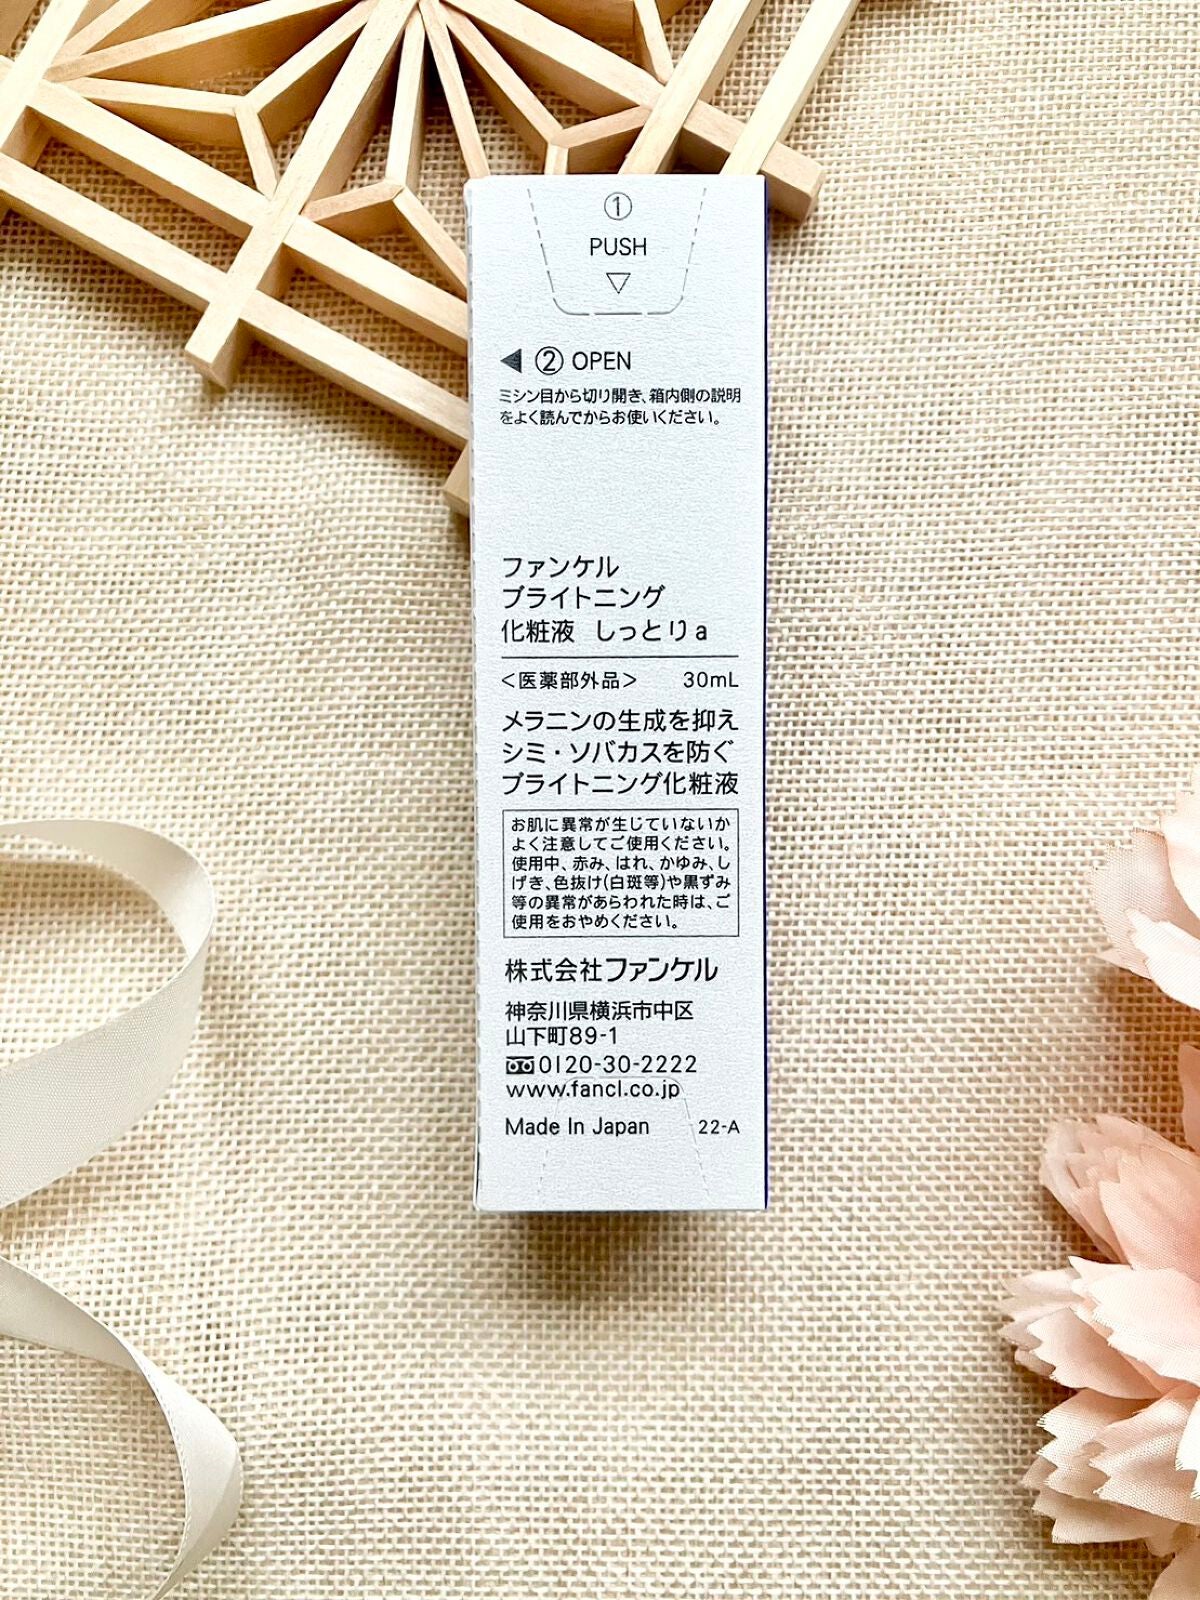 ①
PUSH
▽
◀ ② OPEN
ミシン目から切り開き、箱内側の説明
をよく読んでからお使いください。
ファンケル
ブライトニング
化粧液 しっとりa
<医薬部外品> 30mL
メラニンの生成を抑え
シミ・ソバカスを防ぐ
ブライトニング化粧液
お肌に異常が生じていないか
よく注意してご使用ください。
使用中、赤み、はれ、かゆみ、し
げき、色抜け(白斑等)や黒ずみ
等の異常があらわれた時は、ご
使用をおやめください。
株式会社ファンケル
神奈川県横浜市中区
山下町89-1
0120-30-2222
www.fancl.co.jp
Made In Japan 22-A